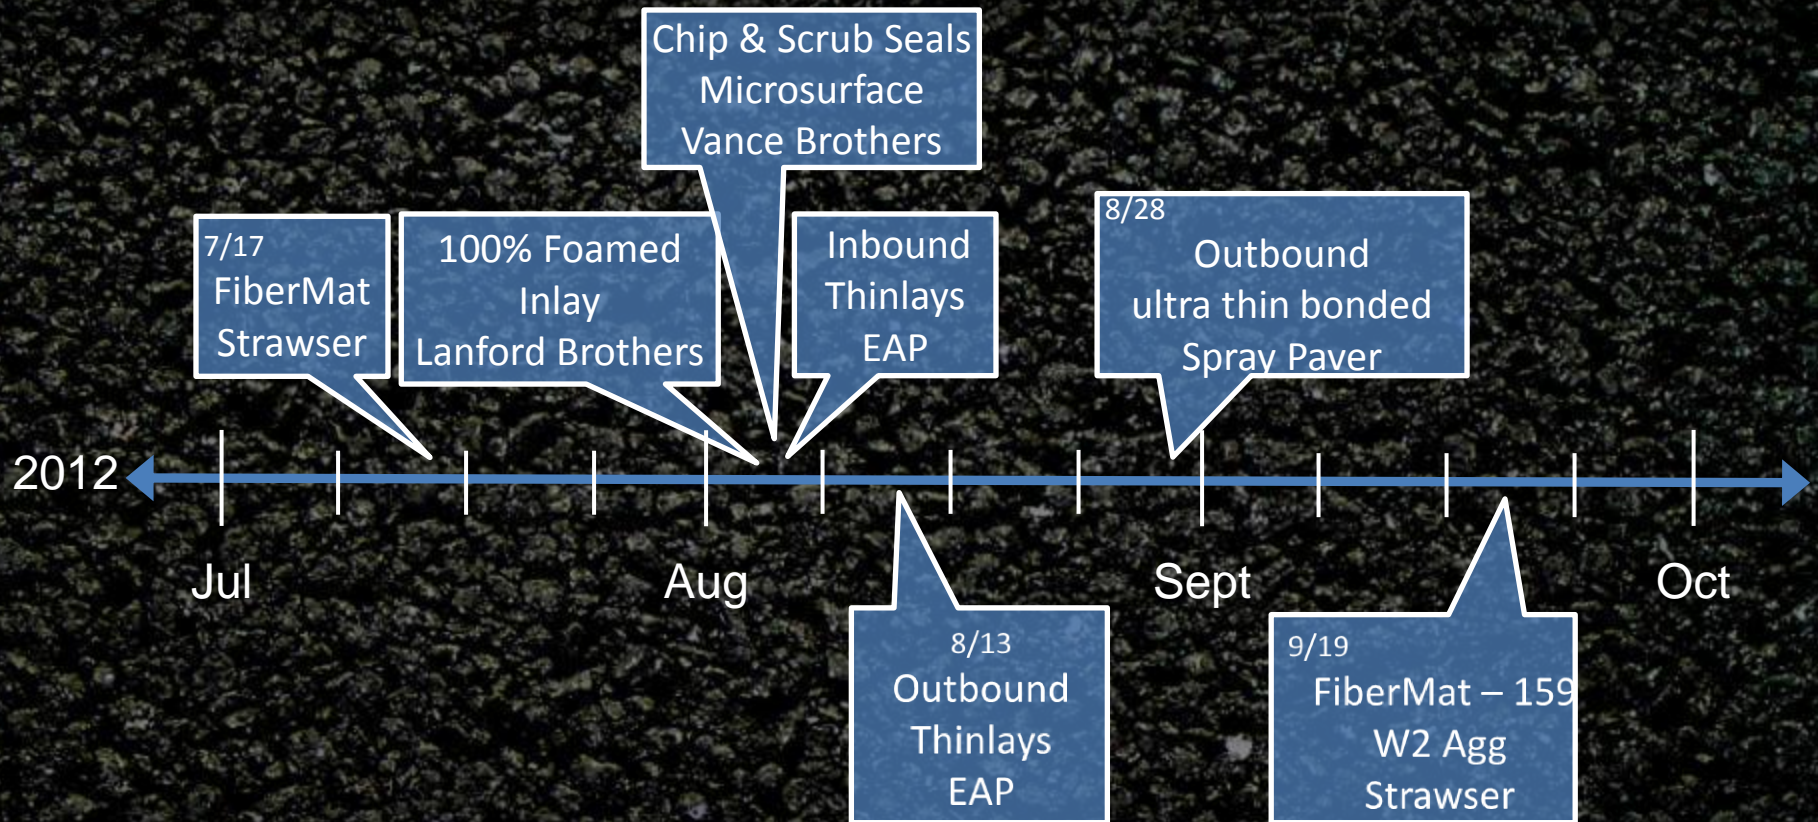 Chip & Scrub Seals
Microsurface
Vance Brothers
7/17
FiberMat
Strawser
100% Foamed
Inlay
Lanford Brothers
Inbound
Thinlays
EAP
8/28
Outbound
ultra thin bonded
Spray Paver
2012
Jul
Aug
Sept
Oct
8/13
Outbound
Thinlays
EAP
9/19
FiberMat – 159
W2 Agg
Strawser